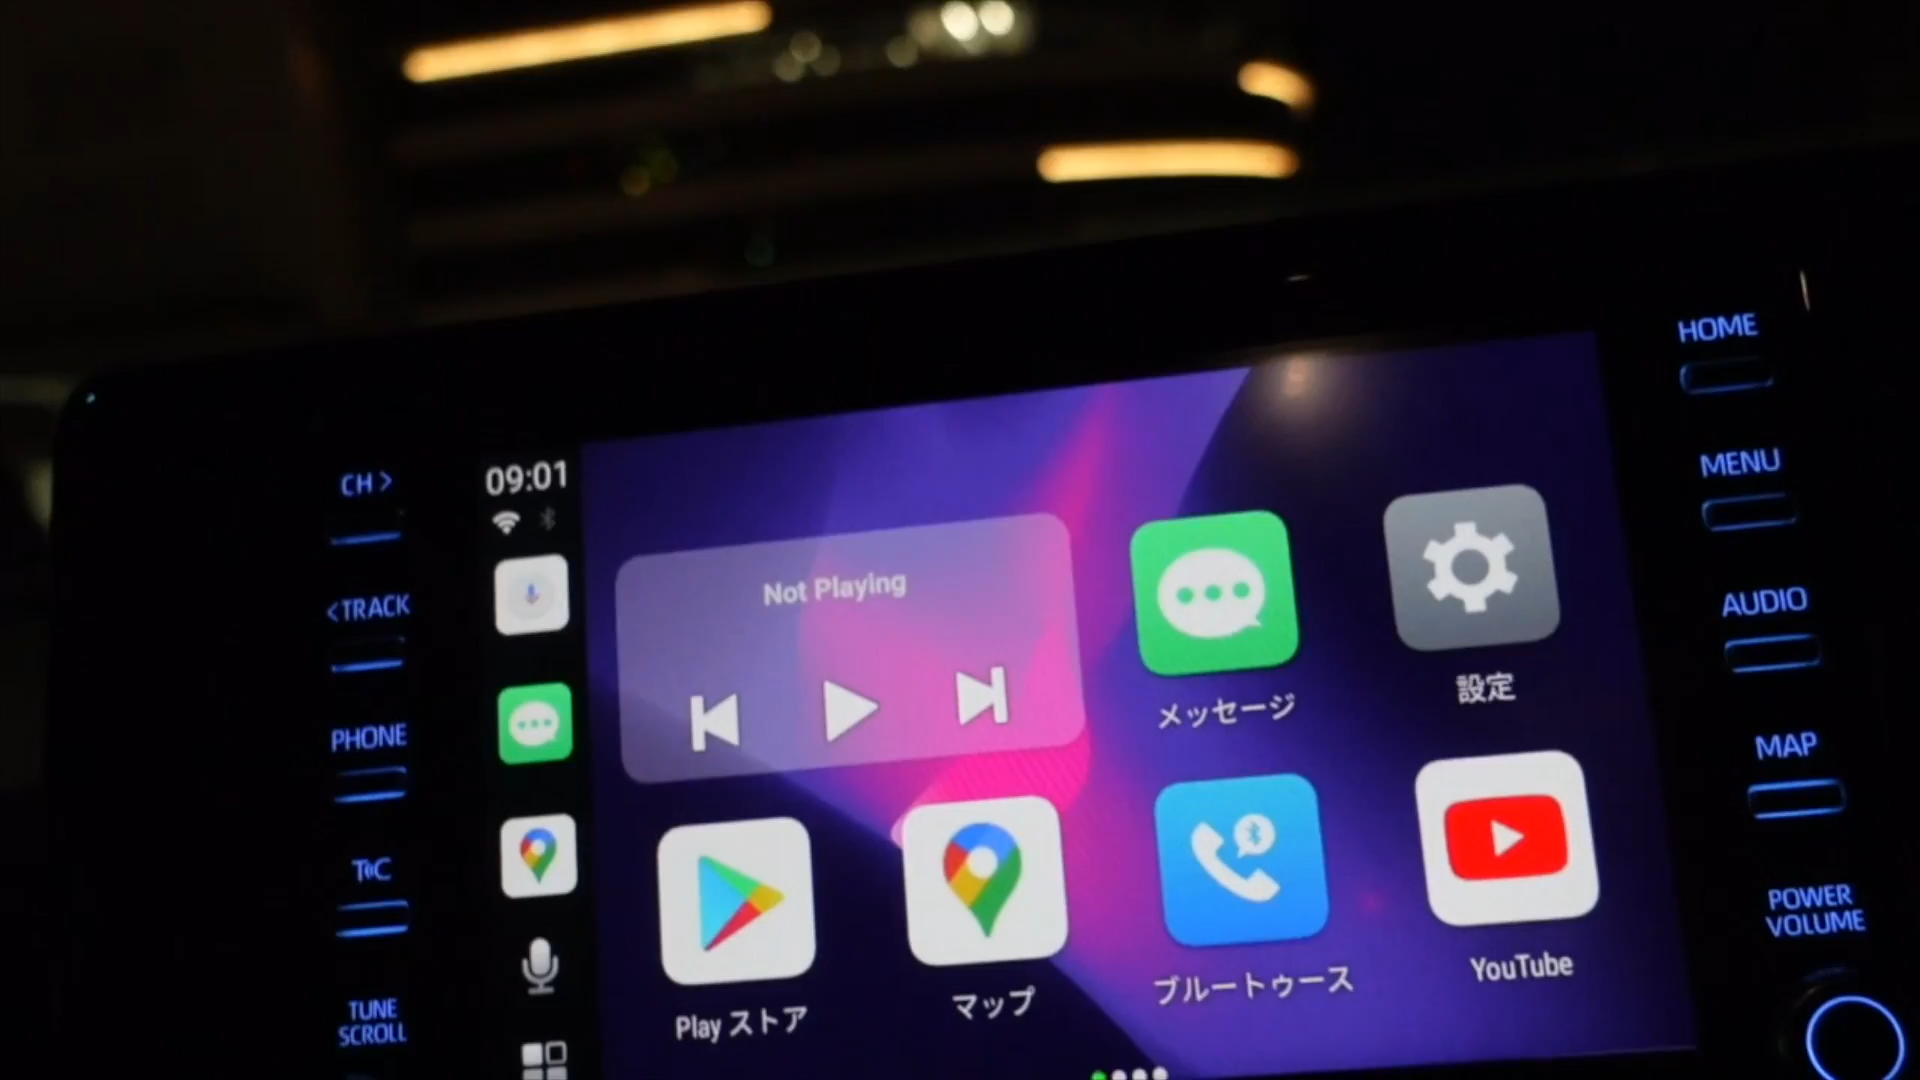 CH >
< TRACK
PHONE
T C
TUNE
SCROLL
09:01
Not Playing
メッセージ
設定
Play ストア
マップ
ブルートゥース
YouTube
HOME
MENU
AUDIO
MAP
POWER
VOLUME